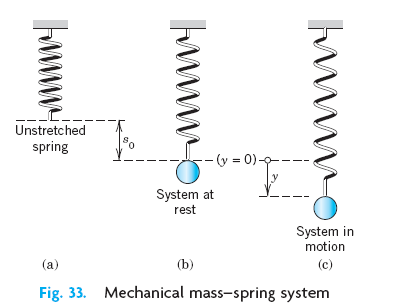 Unstretched
spring
s₀
(y = 0)
y
System at
rest
System in
motion
(a)
(b)
(c)
Fig. 33. Mechanical mass–spring system